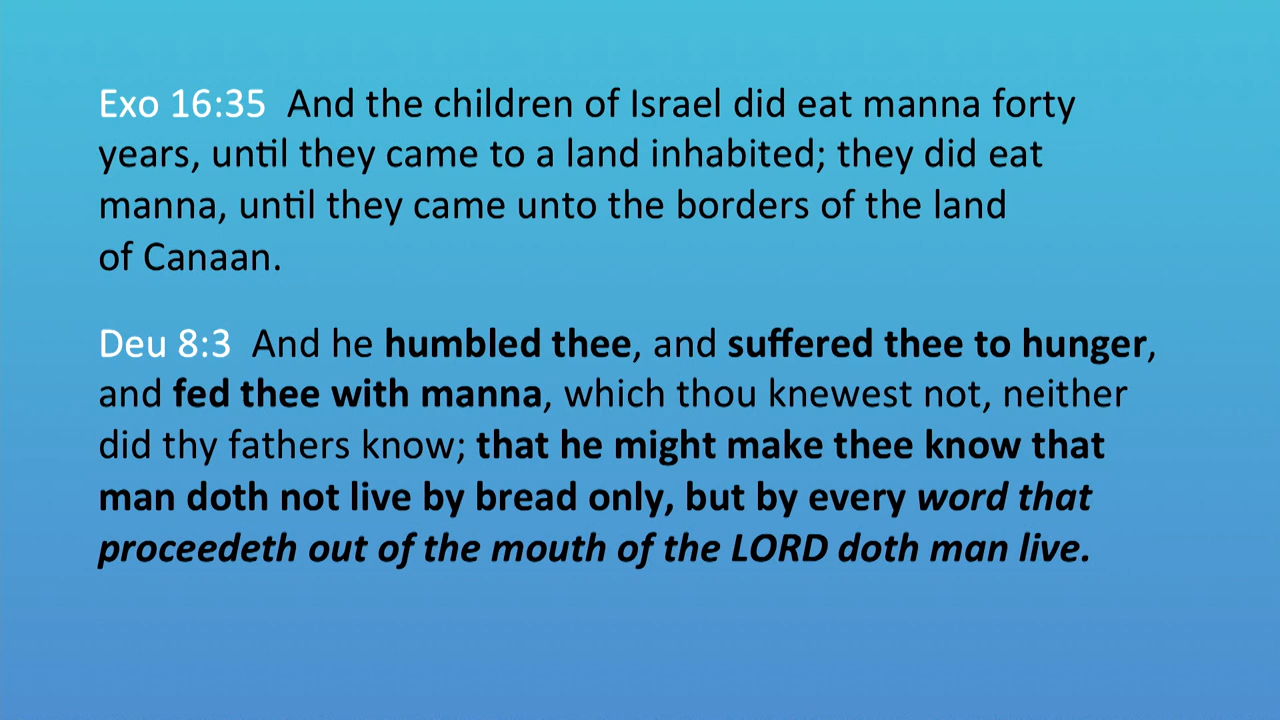 Exo 16:35 And the children of Israel did eat manna forty
years, until they came to a land inhabited; they did eat
manna, until they came unto the borders of the land
of Canaan.
Deu 8:3 And he humbled thee, and suffered thee to hunger,
and fed thee with manna, which thou knewest not, neither
did thy fathers know; that he might make thee know that
man doth not live by bread only, but by every word that
proceedeth out of the mouth of the LORD doth man live.